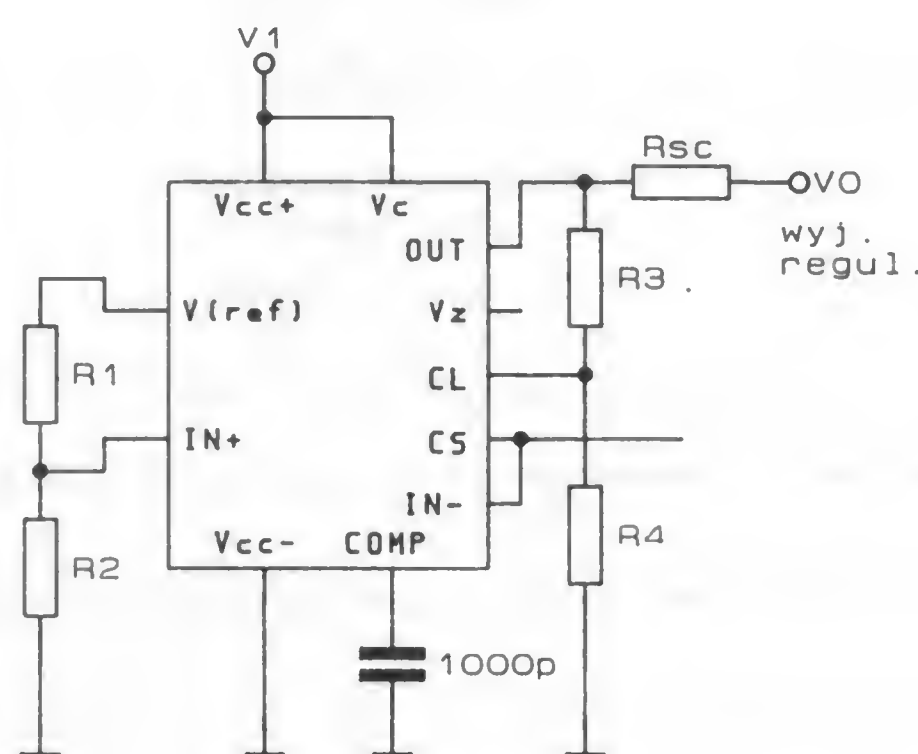 V1
Rsc
VO
wyj.
regul.
Vcc+ Vc
OUT
R3
V(ref) Vz
R1
CL
IN+ CS
IN-
R4
Vcc- COMP
R2
1000p